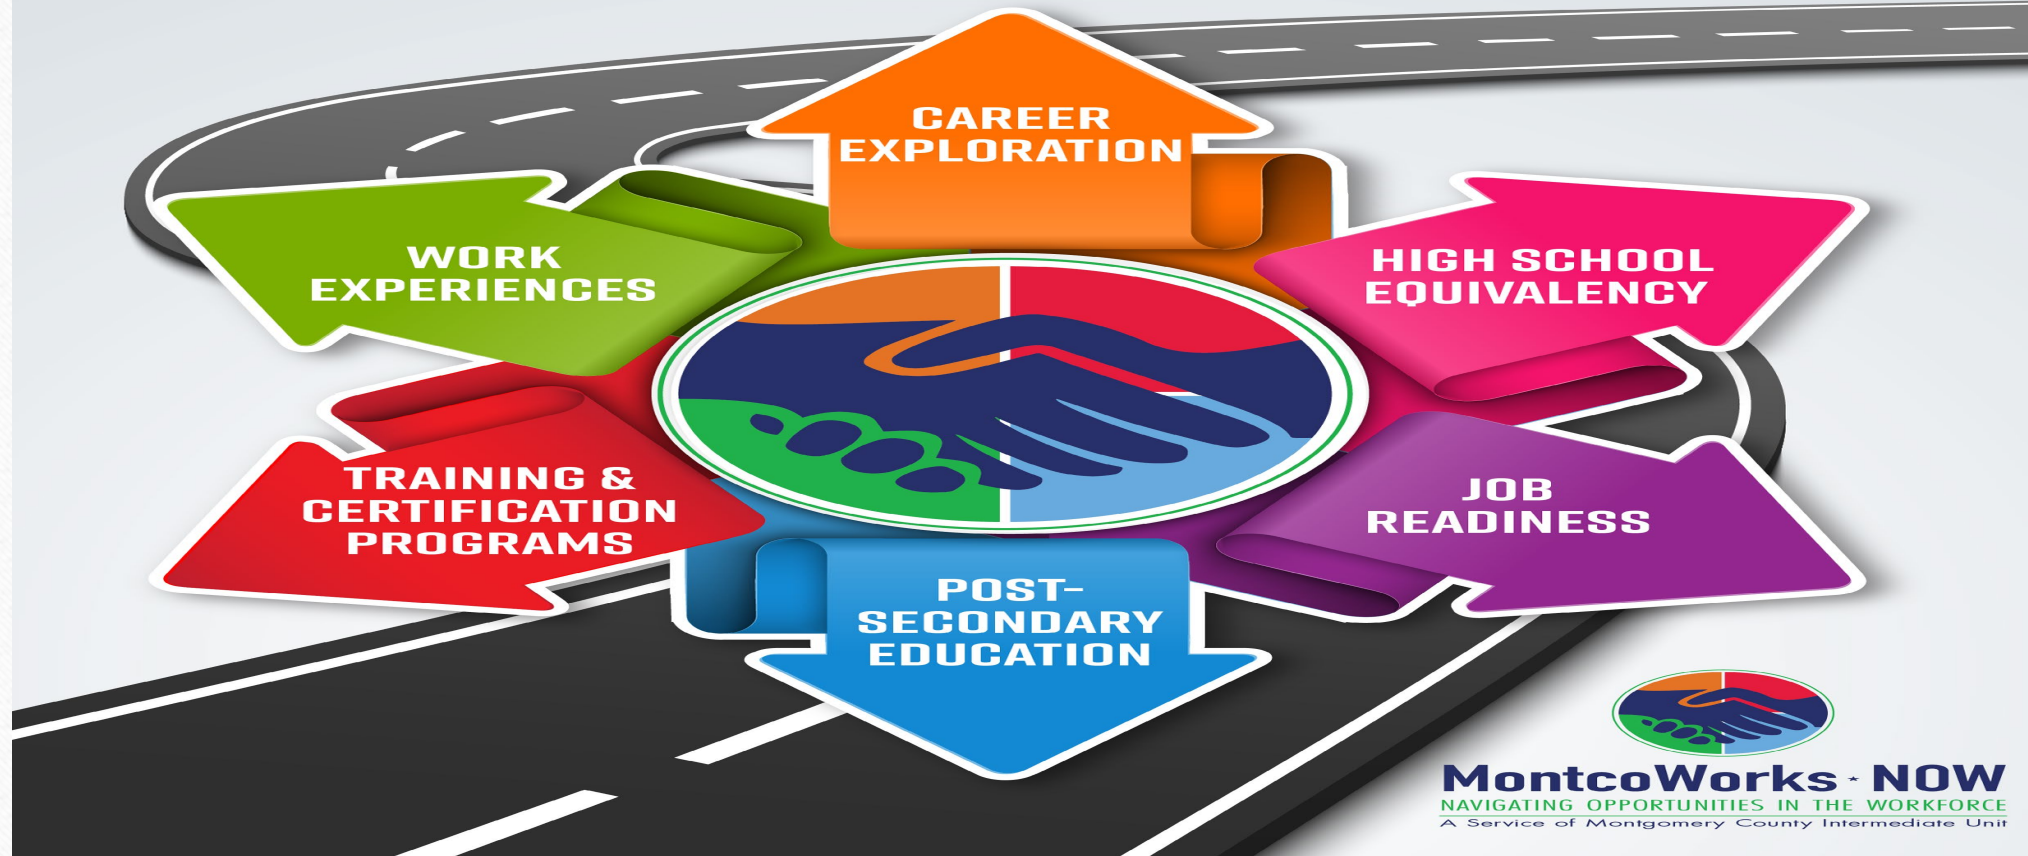 CAREER
EXPLORATION
HIGH SCHOOL
EQUIVALENCY
JOB
READINESS
POST-
SECONDARY
EDUCATION
TRAINING &
CERTIFICATION
PROGRAMS
WORK
EXPERIENCES
MontcoWorks ★ NOW
NAVIGATING OPPORTUNITIES IN THE WORKFORCE
A Service of Montgomery County Intermediate Unit